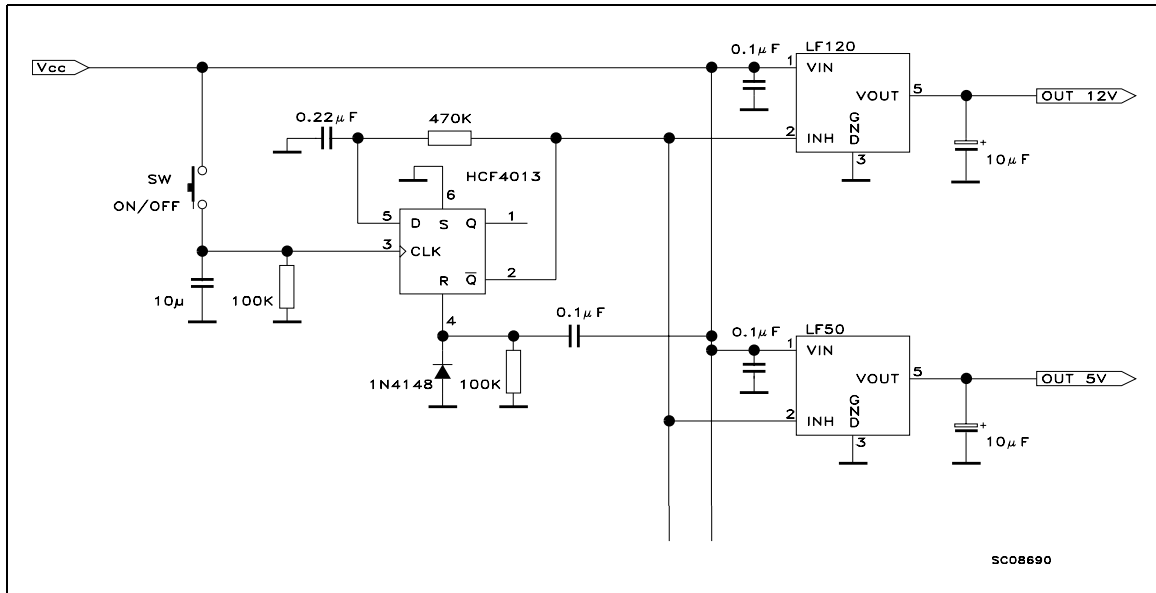 Vcc
0.1µF
LF120
1
VIN
VOUT
5
OUT 12V
2
INH
GND
3
+
10µF
0.22µF
470K
HCF4013
SW
ON/OFF
6
5
D
S
Q
1
3
CLK
R
Q̅
2
4
10µ
100K
0.1µF
1N4148
100K
0.1µF
LF50
1
VIN
VOUT
5
OUT 5V
2
INH
GND
3
+
10µF
SC08690